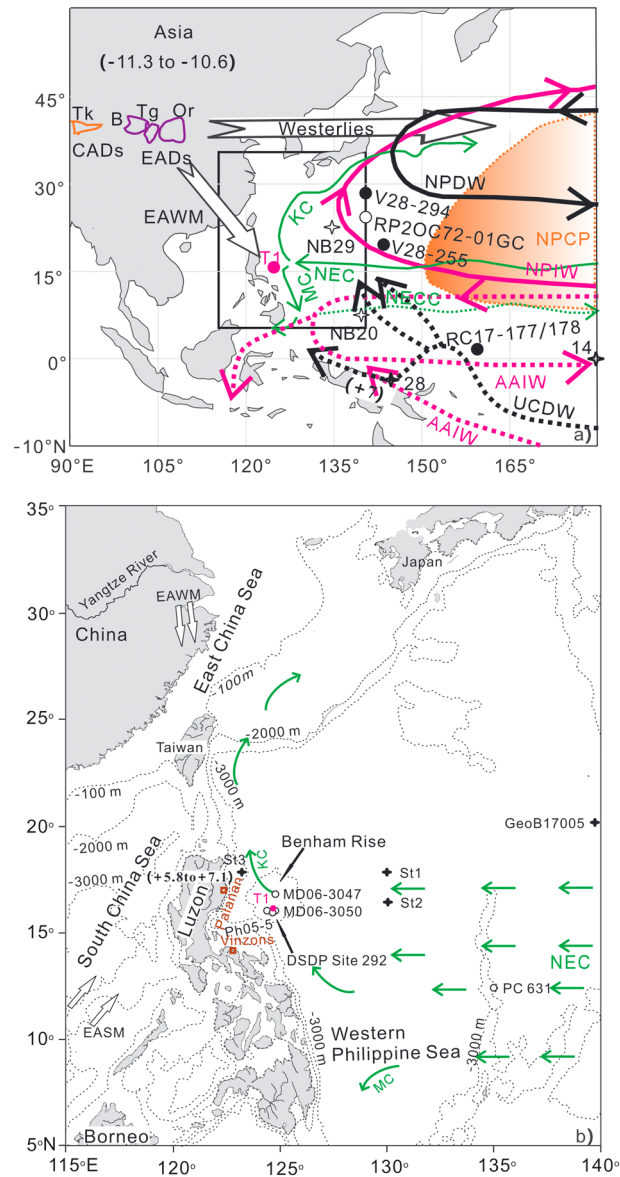 Asia
(-11.3 to -10.6)
45°
Tk
B
Tg
Or
Westerlies
CADs
EADs
NPDW
30°
V28-294
EAWM
KC
RP2OC72-01GC
NB29
V28-255
NPCP
T1
NEC
NPIW
15°
MC
NECC
NB20
RC17-177/178
14
0°
28
(+7)
AAIW
UCDW
AAIW
a)
-10°N
90°E
105°
120°
135°
150°
165°
35°
Japan
Yangtze River
EAWM
30°
China
East China Sea
-100m
25°
-2000 m
Taiwan
-3000 m
-100 m
20°
GeoB17005
-2000 m
Benham Rise
KC
St3
South China Sea
(+5.8to+7.1)
St1
-3000 m
MD06-3047
Luzon
Palanan
T1
St2
MD06-3050
Ph05-5
15°
Vinzons
DSDP Site 292
NEC
PC 631
EASM
-3000 m
Western
Philippine Sea
-3000 m
10°
MC
Borneo
b)
5°N
115°E
120°
125°
130°
135°
140°